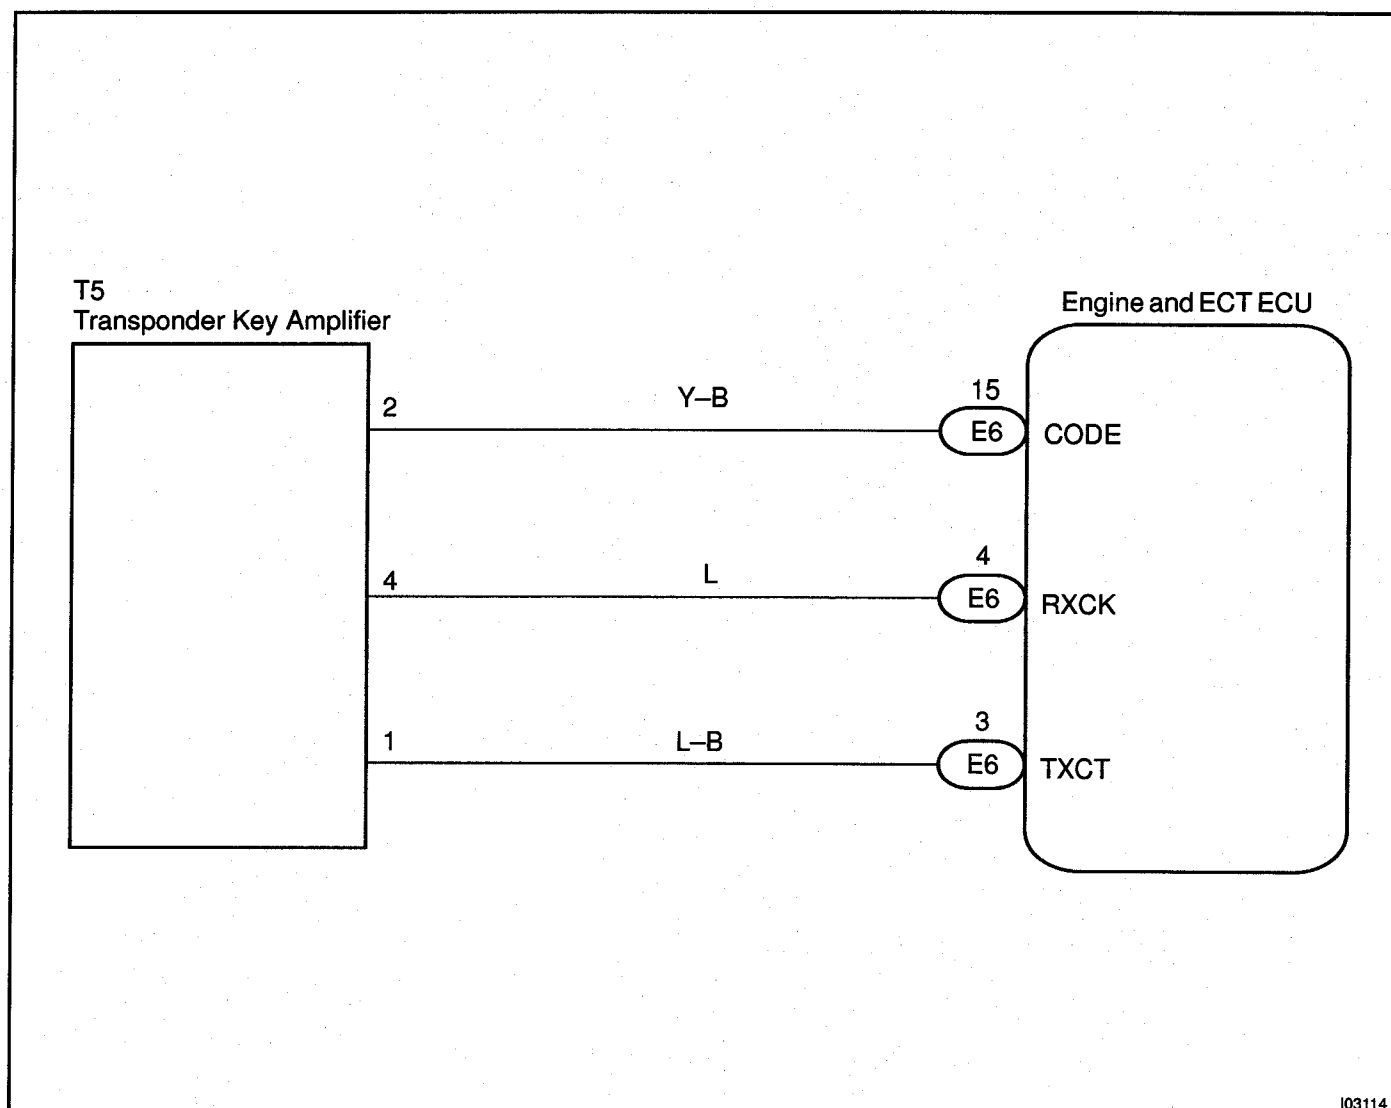 T5
Transponder Key Amplifier
Engine and ECT ECU
2
Y–B
15
E6
CODE
4
L
4
E6
RXCK
1
L–B
3
E6
TXCT
I03114